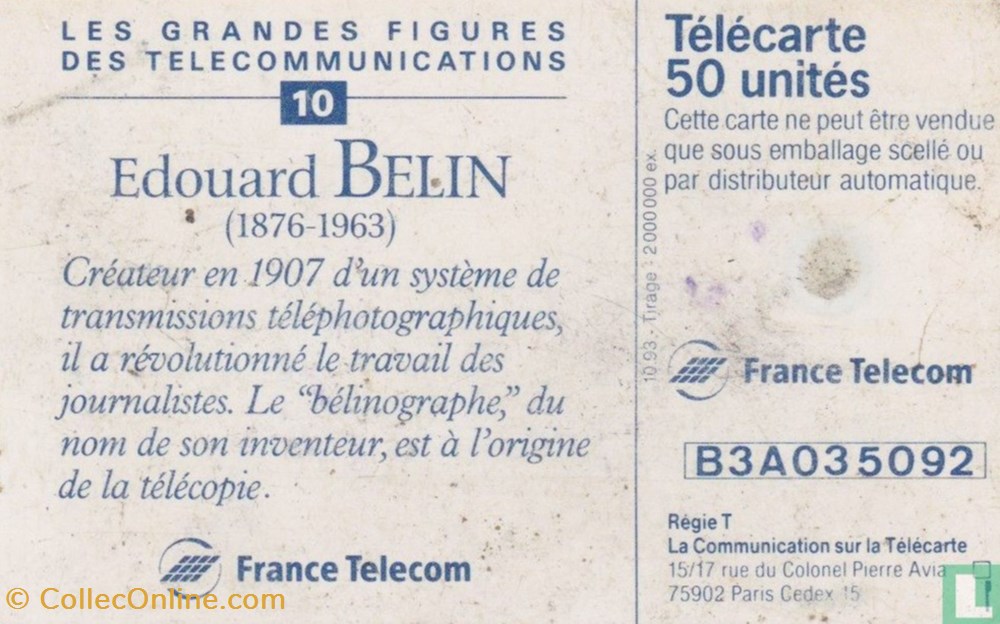 LES GRANDES FIGURES
DES TELECOMMUNICATIONS
10
Edouard BELIN
(1876-1963)
Créateur en 1907 d'un système de
transmissions téléphotographiques,
il a révolutionné le travail des
journalistes. Le "bélinographe," du
nom de son inventeur, est à l'origine
de la télécopie.
France Telecom
© CollecOnline.com
10.93 - Tirage : 2 000 000 ex.
Télécarte
50 unités
Cette carte ne peut être vendue
que sous emballage scellé ou
par distributeur automatique.
France Telecom
B3A035092
Régie T
La Communication sur la Télécarte
15/17 rue du Colonel Pierre Avia
75902 Paris Cedex 15
L